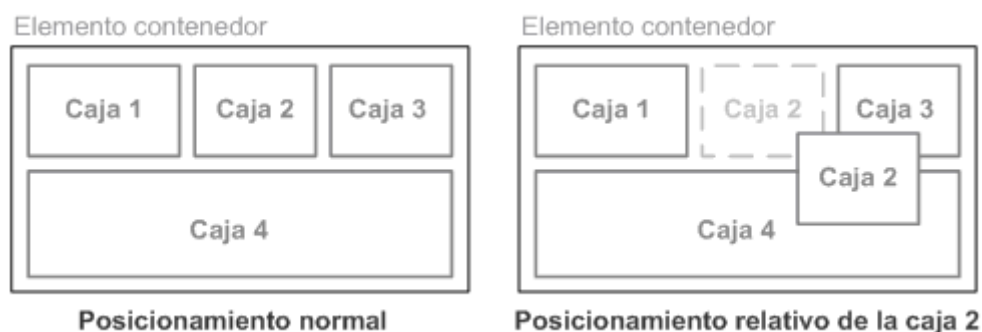 Elemento contenedor
Caja 1
Caja 2
Caja 3
Caja 4
Posicionamiento normal
Elemento contenedor
Caja 1
Caja 2
Caja 3
Caja 2
Caja 4
Posicionamiento relativo de la caja 2